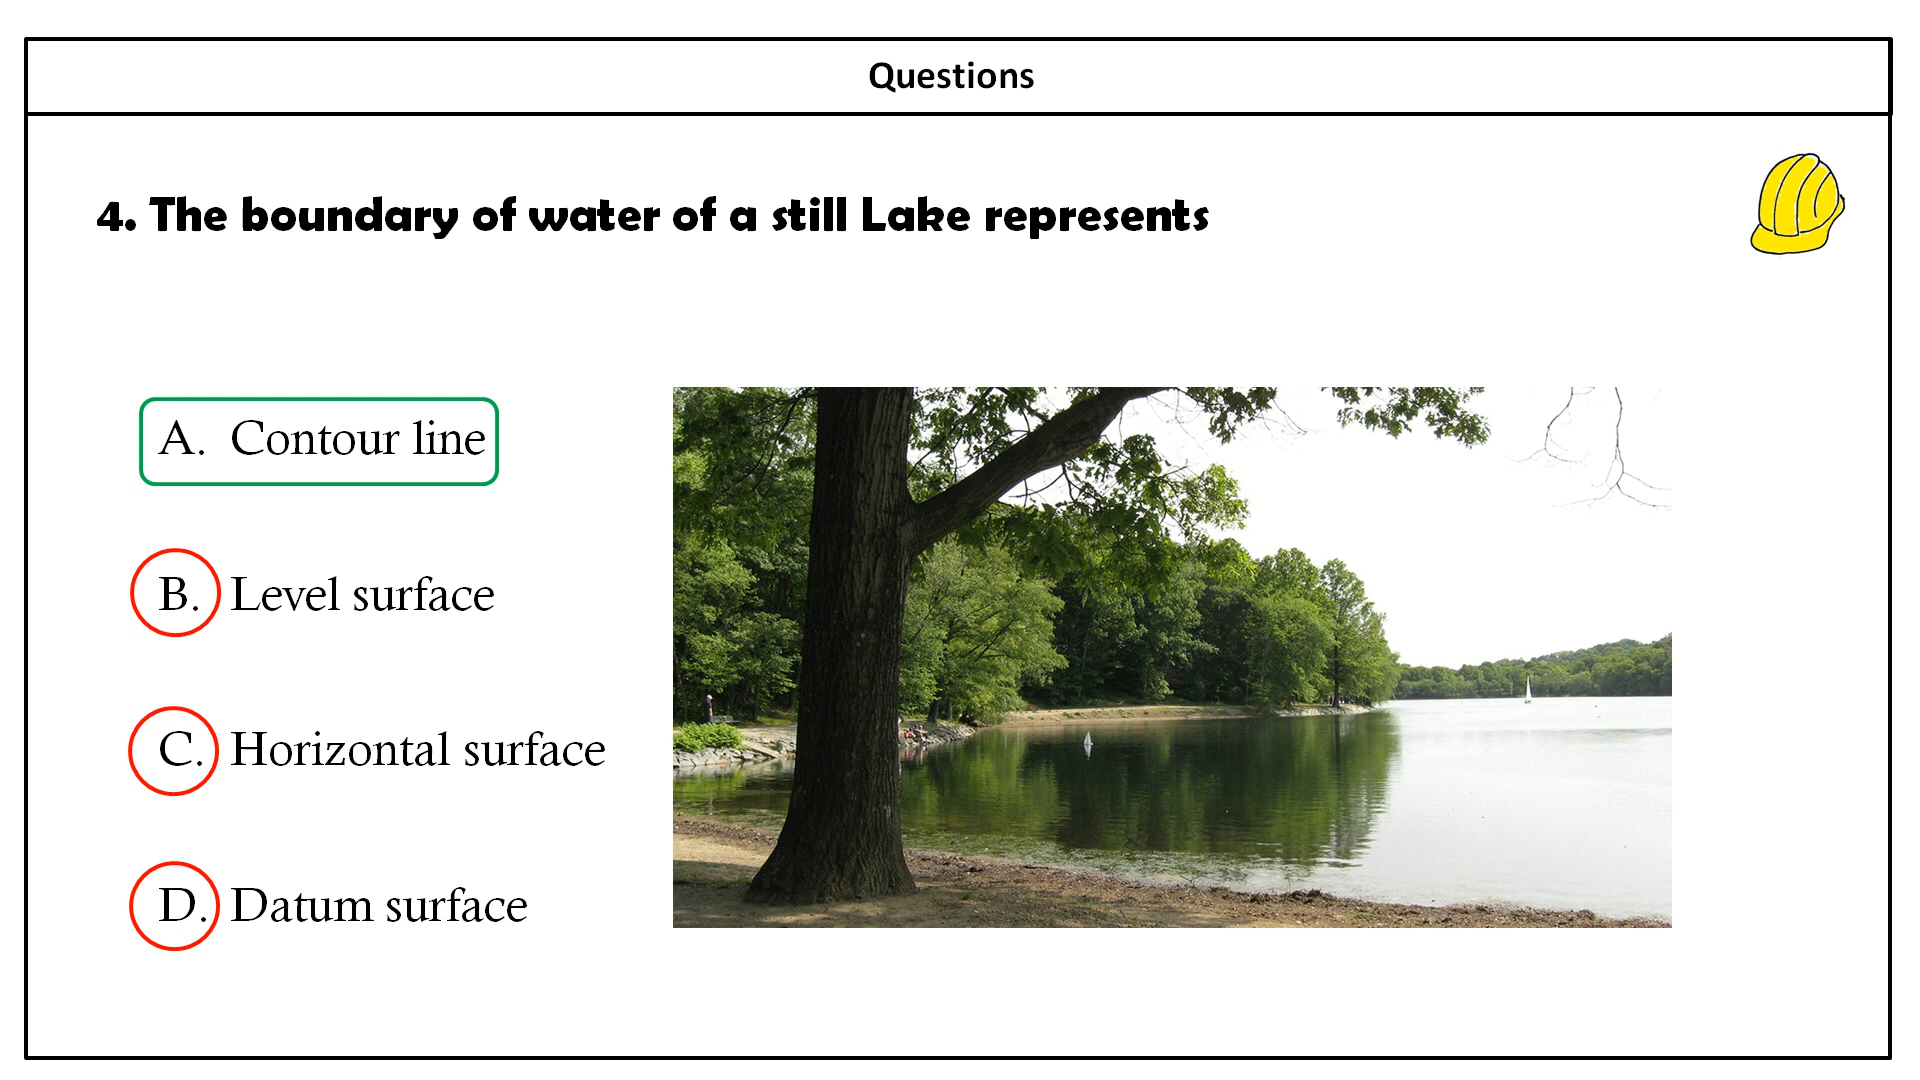 Questions
4. The boundary of water of a still Lake represents
A. Contour line
B. Level surface
C. Horizontal surface
D. Datum surface